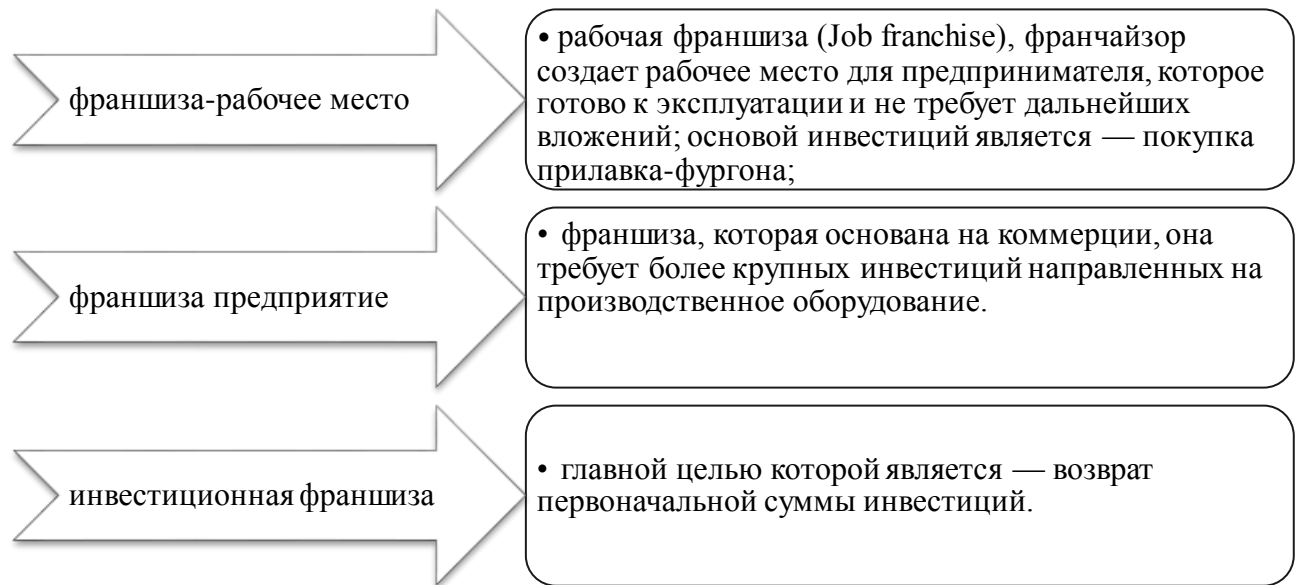 франшиза-рабочее место
• рабочая франшиза (Job franchise), франчайзор
создает рабочее место для предпринимателя, которое
готово к эксплуатации и не требует дальнейших
вложений; основой инвестиций является — покупка
прилавка-фургона;
франшиза предприятие
• франшиза, которая основана на коммерции, она
требует более крупных инвестиций направленных на
производственное оборудование.
инвестиционная франшиза
• главной целью которой является — возврат
первоначальной суммы инвестиций.